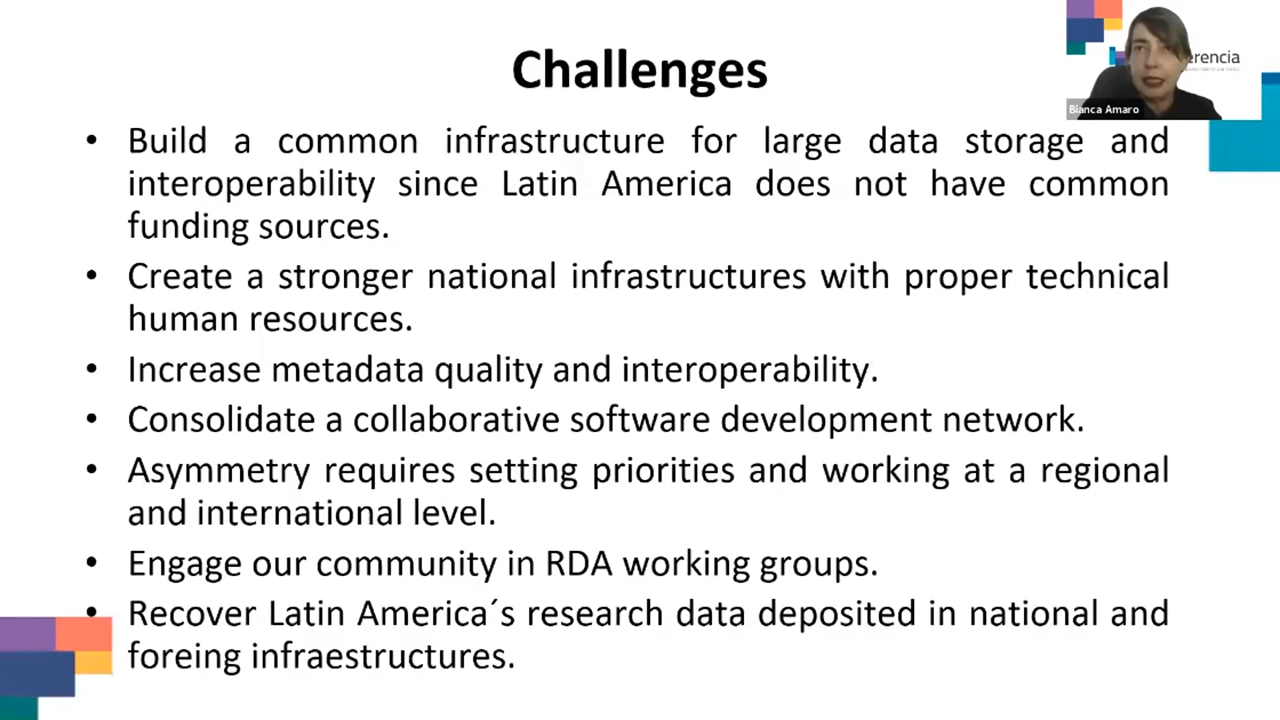 Challenges
erencia
Bianca Amaro
• Build a common infrastructure for large data storage and
interoperability since Latin America does not have common
funding sources.
• Create a stronger national infrastructures with proper technical
human resources.
• Increase metadata quality and interoperability.
• Consolidate a collaborative software development network.
• Asymmetry requires setting priorities and working at a regional
and international level.
• Engage our community in RDA working groups.
• Recover Latin America´s research data deposited in national and
foreing infraestructures.